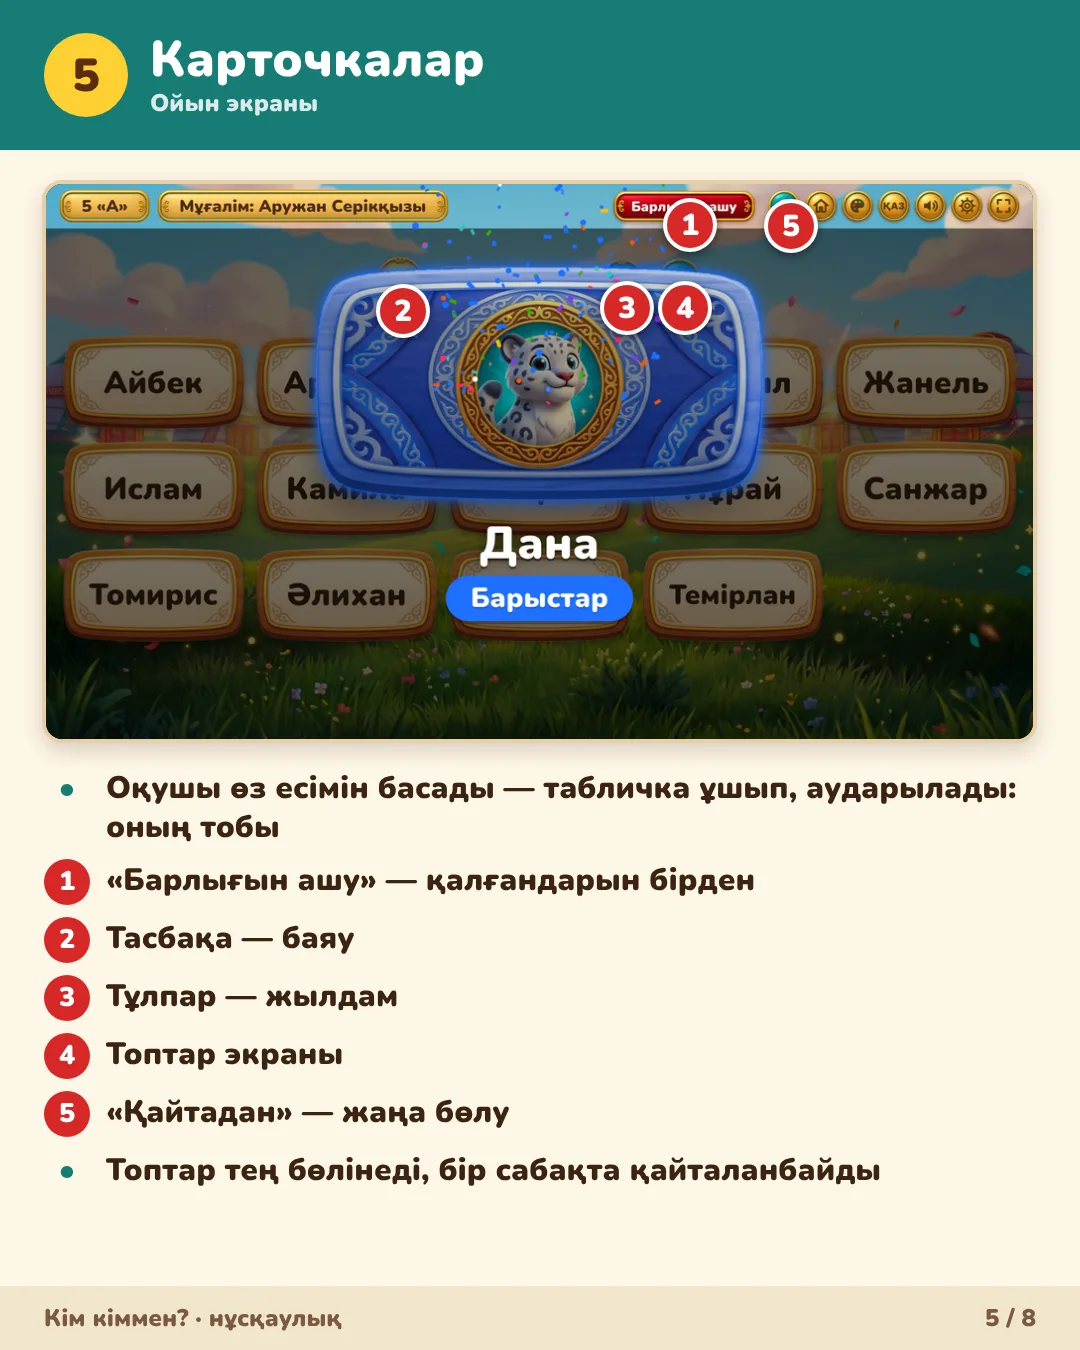 5
Карточкалар
Ойын экраны
5 «А»
Мұғалім: Аружан Серікқызы
1
5
ҚАЗ
2
3
4
Айбек
Жанель
Ислам
Санжар
Дана
Барыстар
Томирис
Әлихан
Темірлан
• Оқушы өз есімін басады — табличка ұшып, аударылады:
оның тобы
1 «Барлығын ашу» — қалғандарын бірден
2 Тасбақа — баяу
3 Тұлпар — жылдам
4 Топтар экраны
5 «Қайтадан» — жаңа бөлу
• Топтар тең бөлінеді, бір сабақта қайталанбайды
Кім кіммен? · нұсқаулық
5 / 8